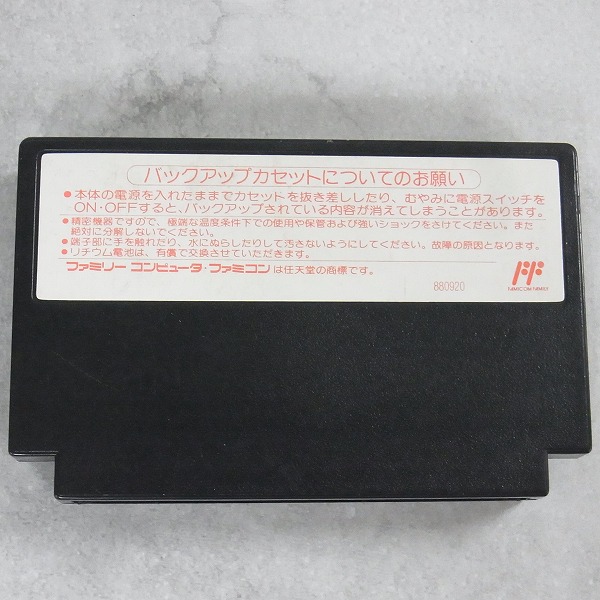 バックアップカセットについてのお願い
●本体の電源を入れたままでカセットを抜き差ししたり、むやみに電源スイッチを
ON・OFFすると、バックアップされている内容が消えてしまうことがあります。
●精密機器ですので、極端な温度条件下での使用や保管および強いショックをさけてください。また
絶対に分解しないでください。
●端子部に手を触れたり、水にぬらしたりして汚さないようにしてください。故障の原因となります。
●リチウム電池は、有償で交換させていただきます。
ファミリーコンピュータ・ファミコンは任天堂の商標です。
880920
FAMICOM FAMILY